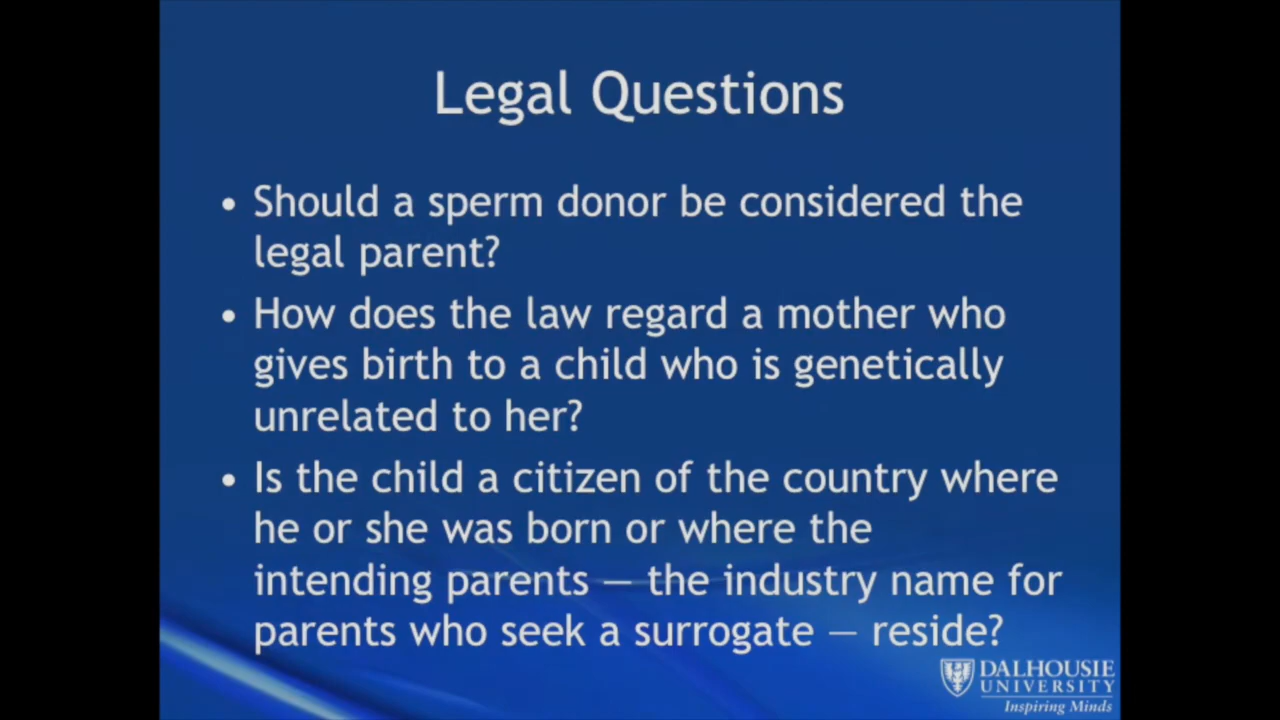 Legal Questions
• Should a sperm donor be considered the
legal parent?
• How does the law regard a mother who
gives birth to a child who is genetically
unrelated to her?
• Is the child a citizen of the country where
he or she was born or where the
intending parents — the industry name for
parents who seek a surrogate — reside?
DALHOUSIE
UNIVERSITY
Inspiring Minds